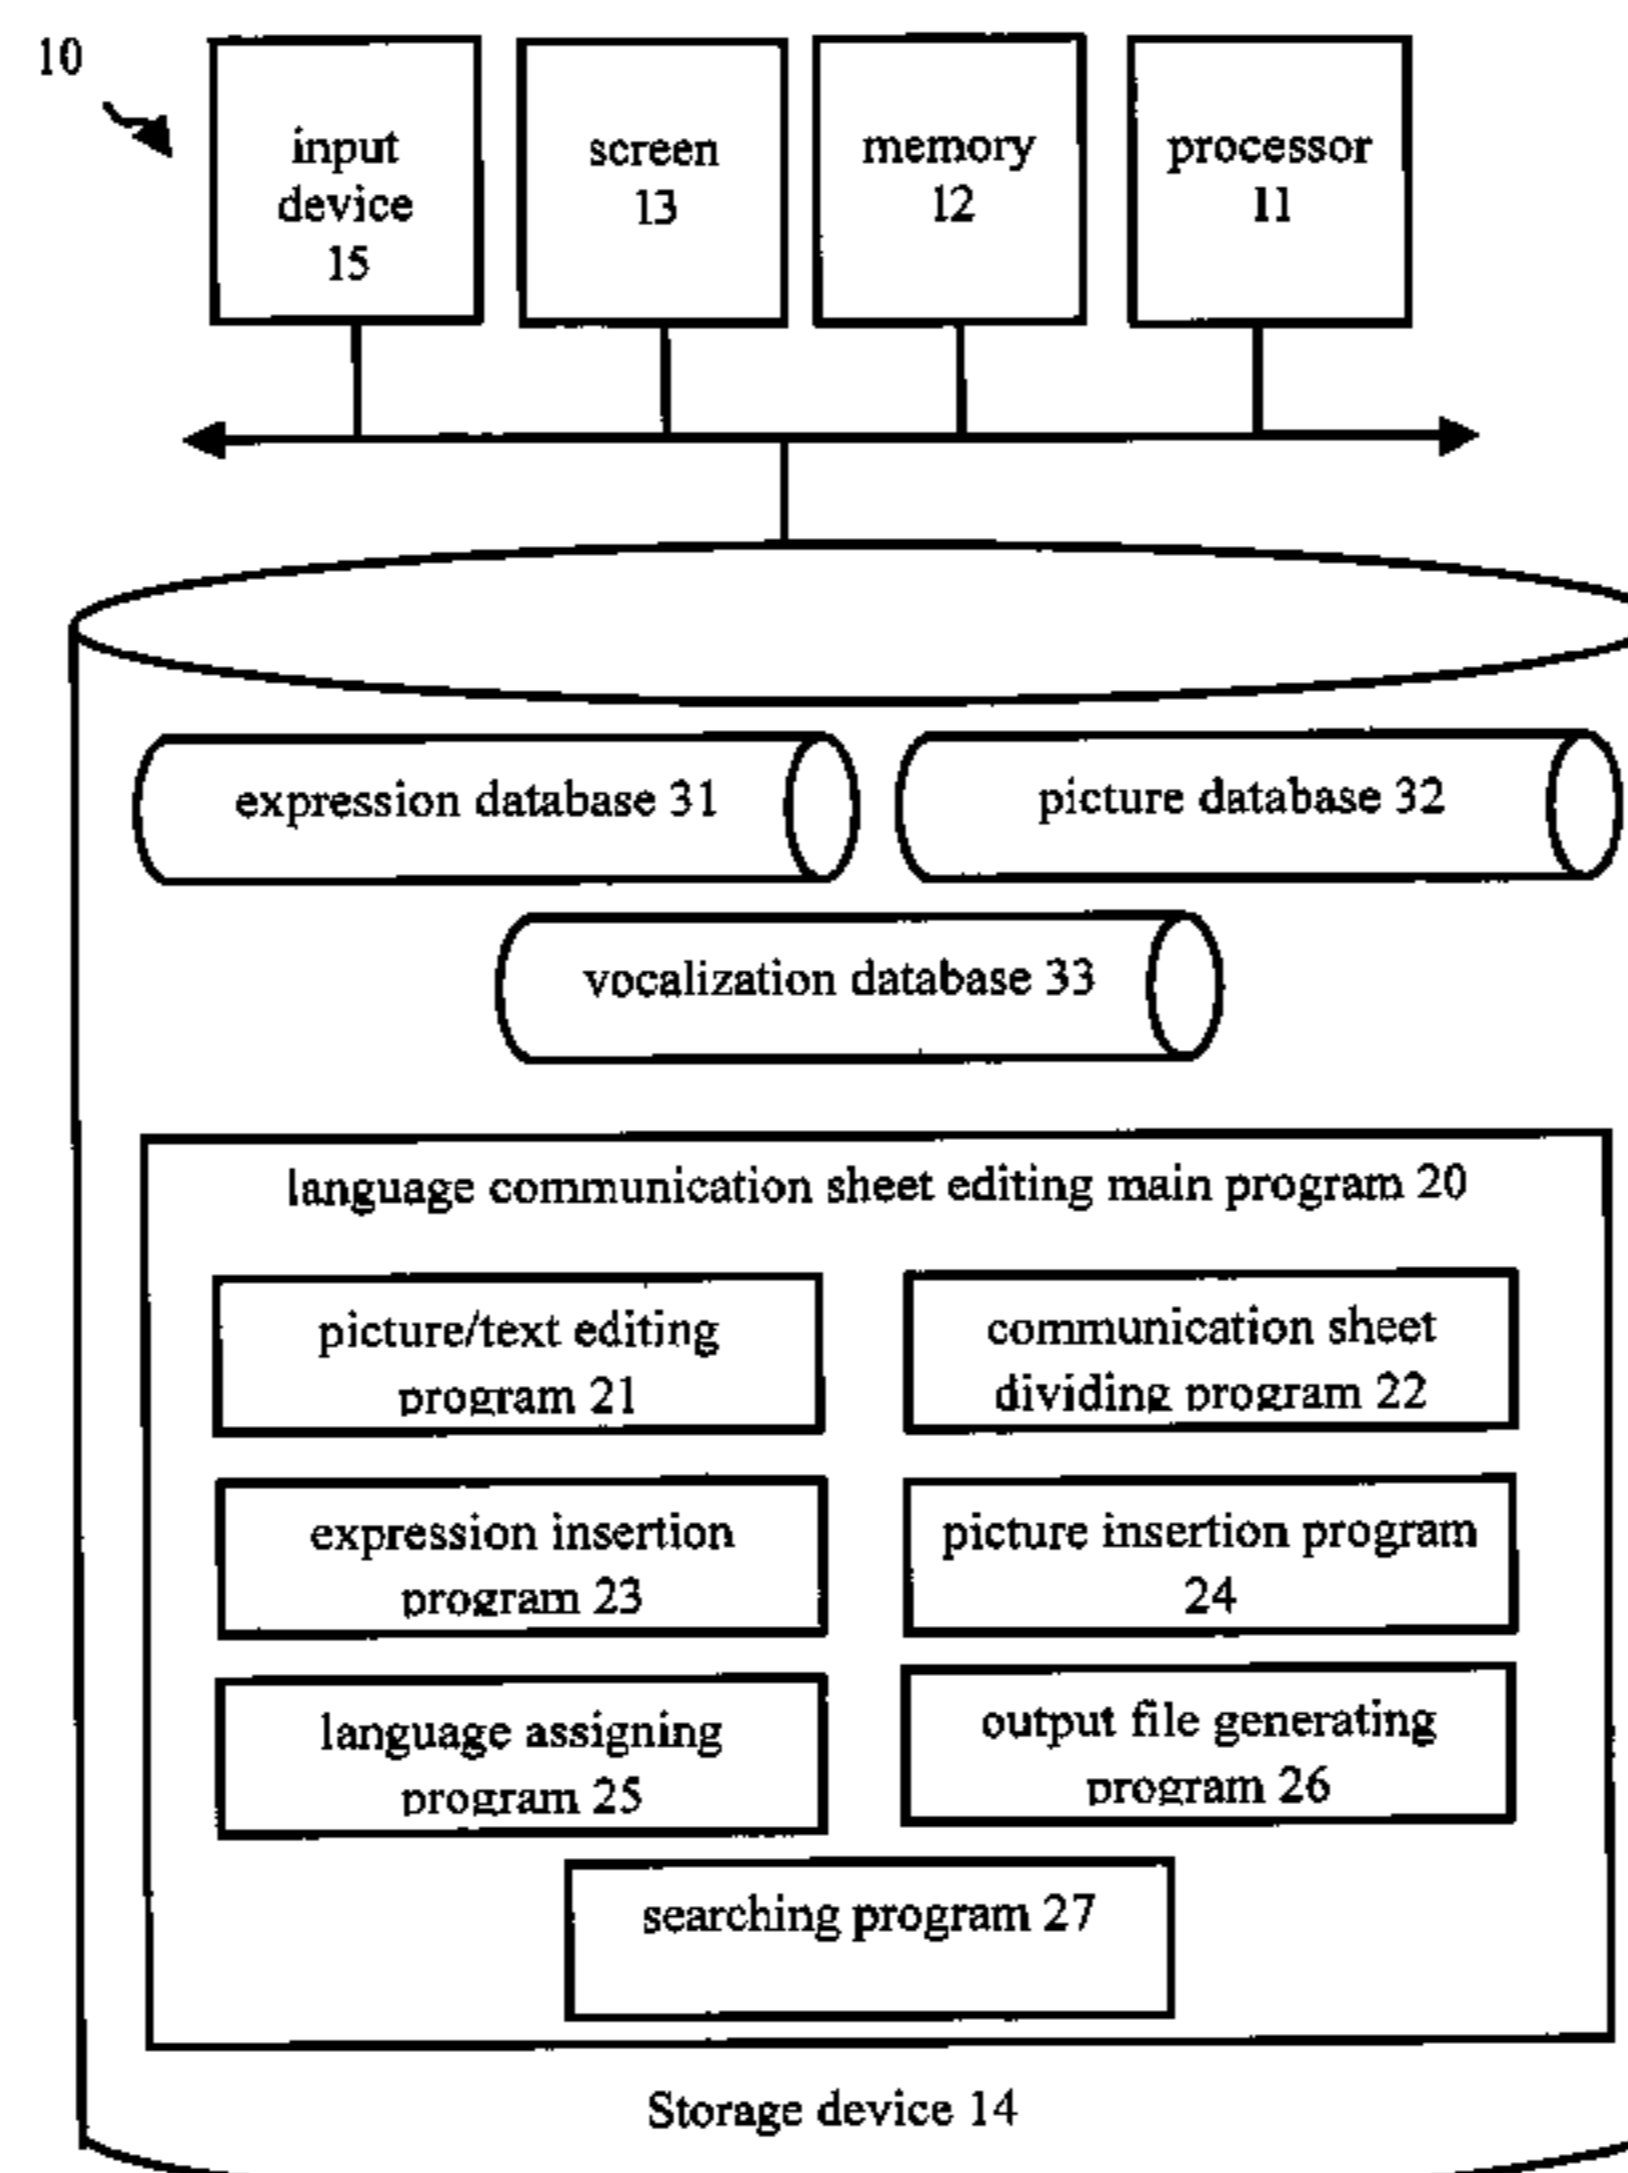 10
input
device
15
screen
13
memory
12
processor
11
expression database 31
picture database 32
vocalization database 33
language communication sheet editing main program 20
picture/text editing
program 21
communication sheet
dividing program 22
expression insertion
program 23
picture insertion program
24
language assigning
program 25
output file generating
program 26
searching program 27
Storage device 14